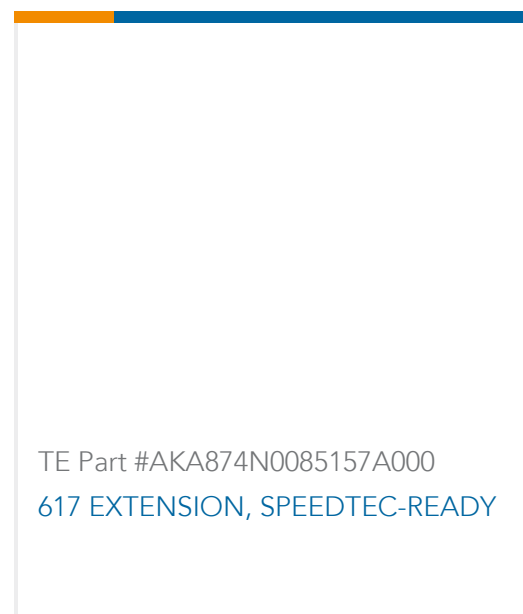 TE Part #AKA874N0085157A000
617 EXTENSION, SPEEDTEC-READY